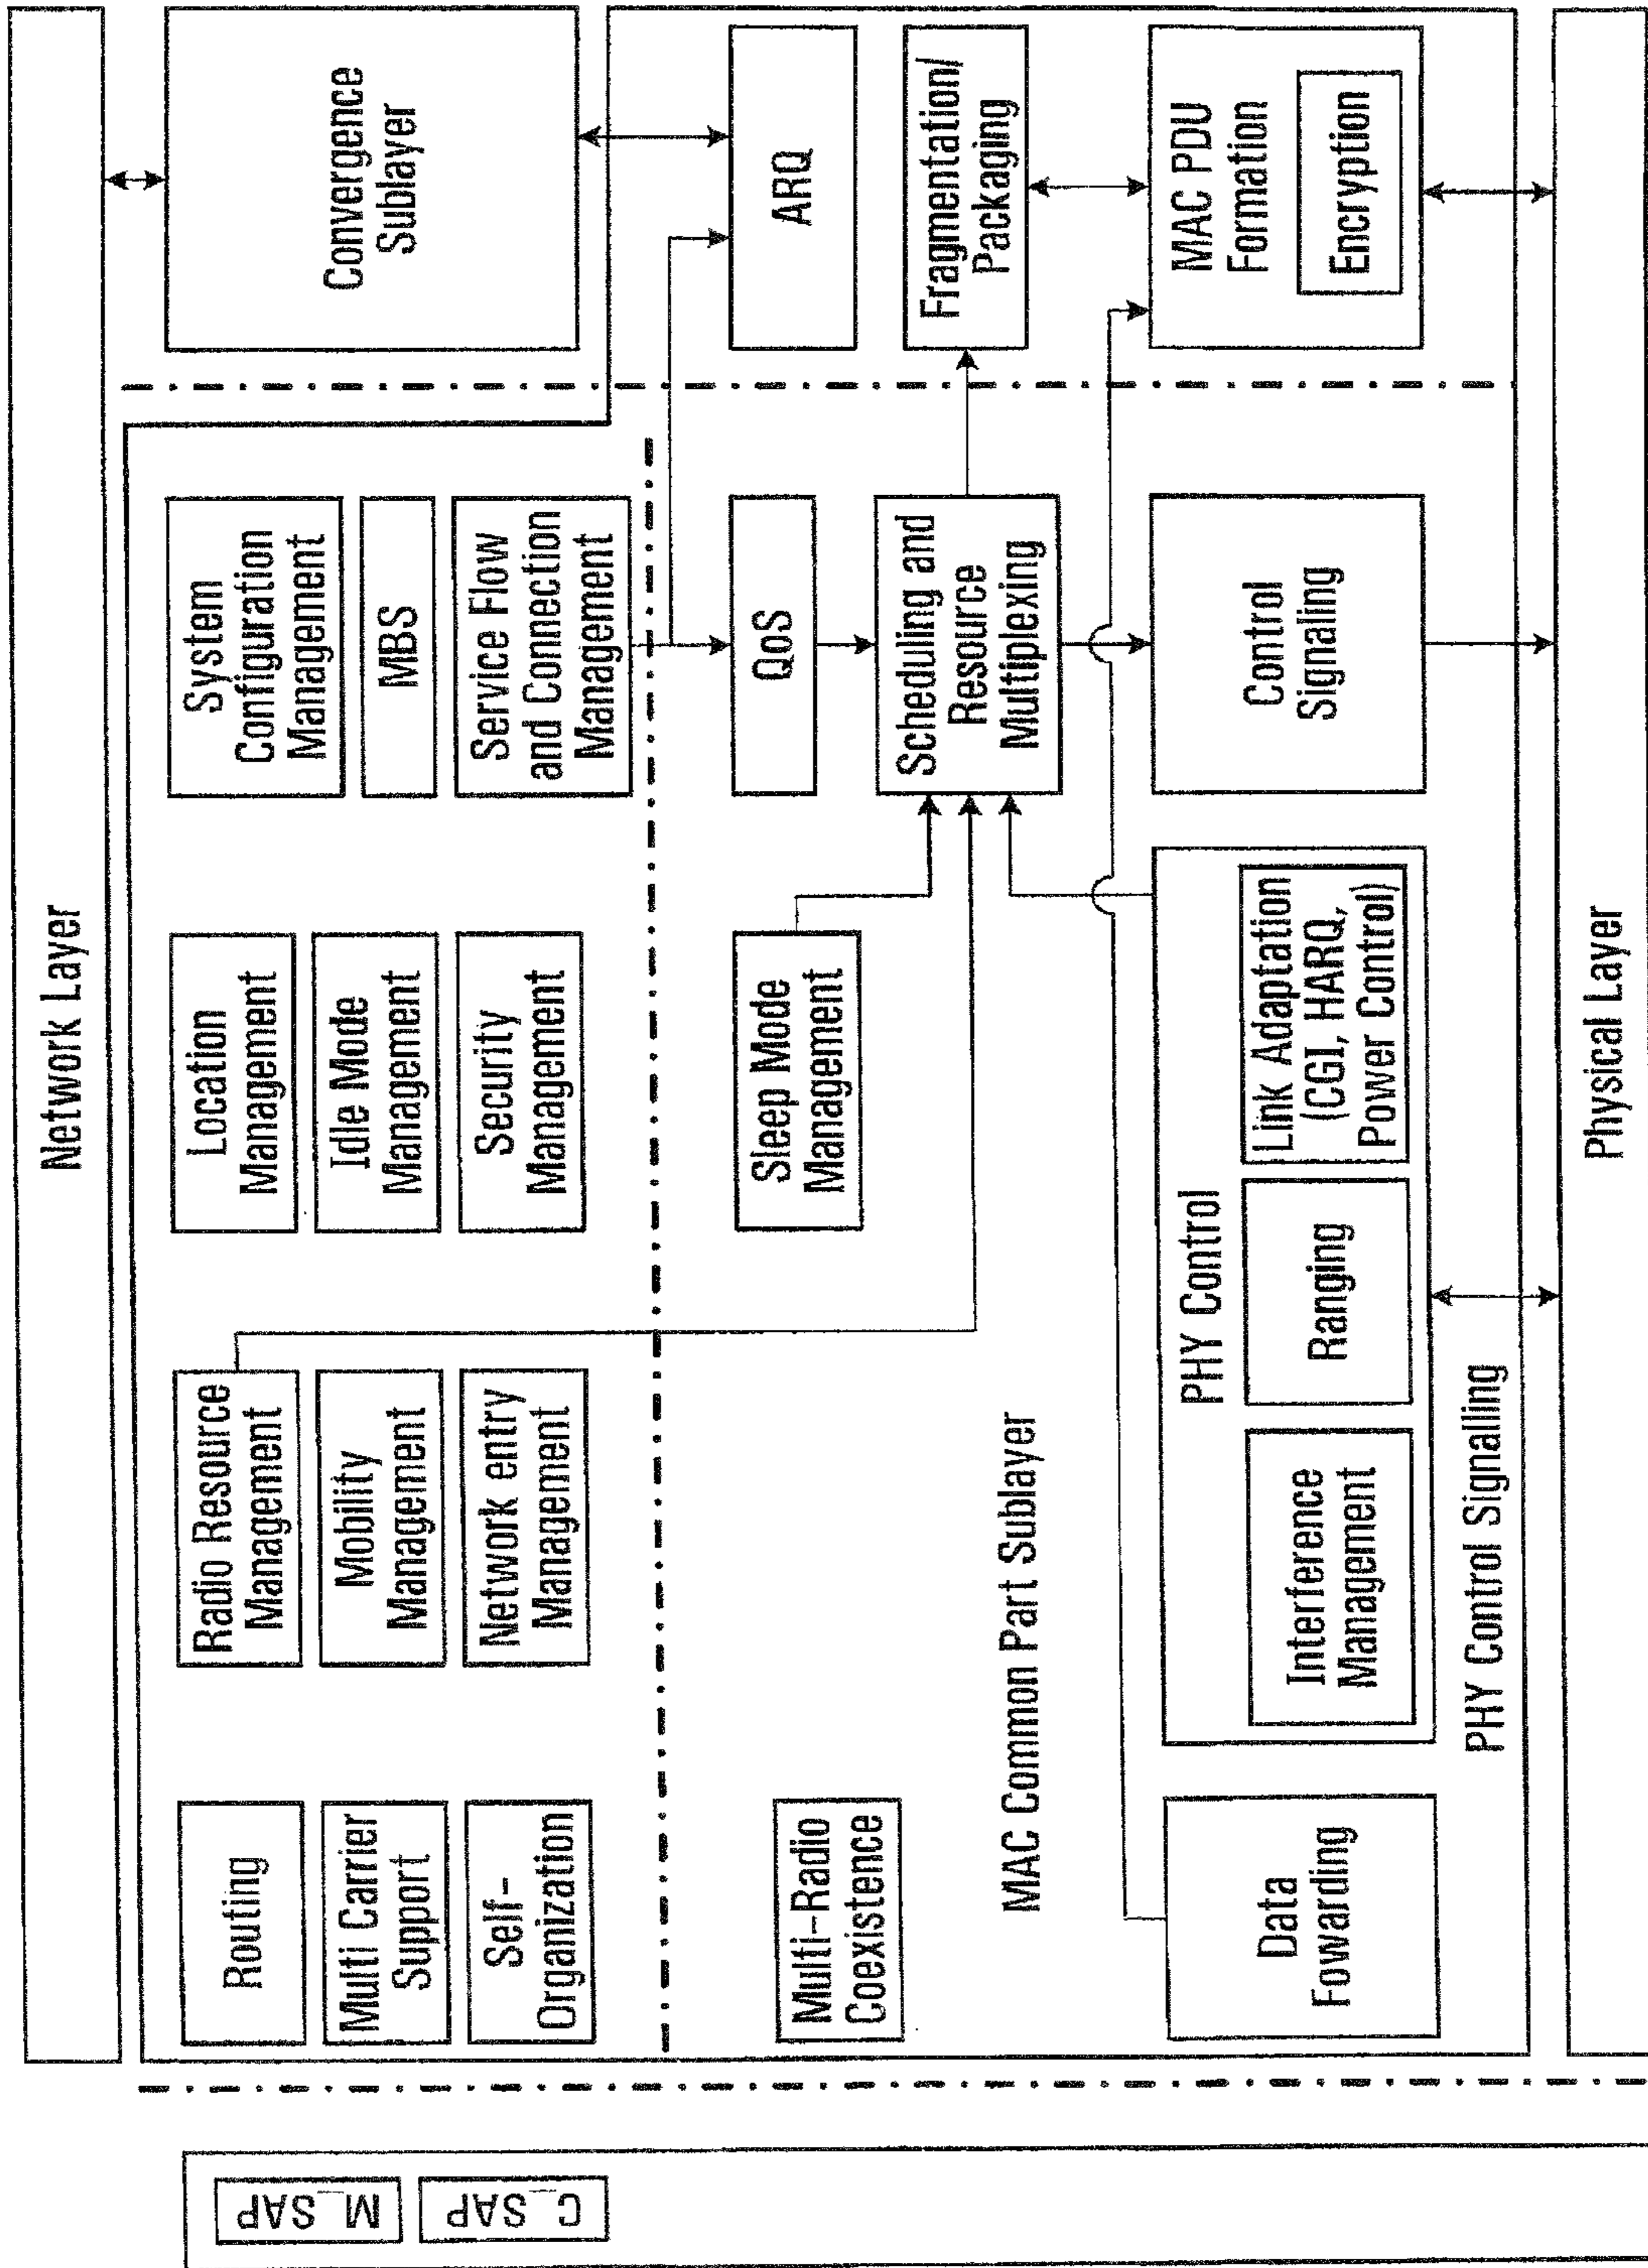 Network Layer
M_SAP
C_SAP
Routing
Multi Carrier
Support
Self-
Organization
Radio Resource
Management
Mobility
Management
Network entry
Management
Location
Management
Idle Mode
Management
Security
Management
System
Configuration
Management
MBS
Service Flow
and Connection
Management
Convergence
Sublayer
Multi-Radio
Coexistence
Sleep Mode
Management
QoS
ARQ
Scheduling and
Resource
Multiplexing
Fragmentation/
Packaging
MAC Common Part Sublayer
Data
Fowarding
PHY Control
Interference
Management
Ranging
Link Adaptation
(CGI, HARQ,
Power Control)
Control
Signaling
MAC PDU
Formation
Encryption
PHY Control Signalling
Physical Layer